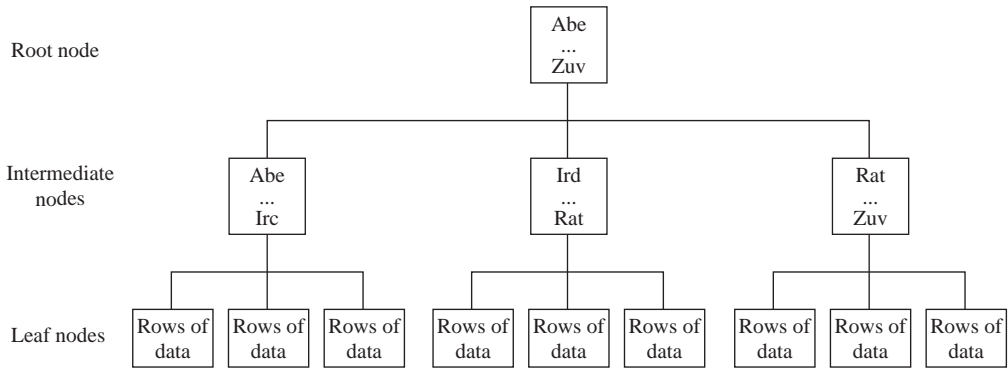 Root node
Abe
...
Zuv
Intermediate
nodes
Abe
...
Irc
Ird
...
Rat
Rat
...
Zuv
Leaf nodes
Rows of
data
Rows of
data
Rows of
data
Rows of
data
Rows of
data
Rows of
data
Rows of
data
Rows of
data
Rows of
data